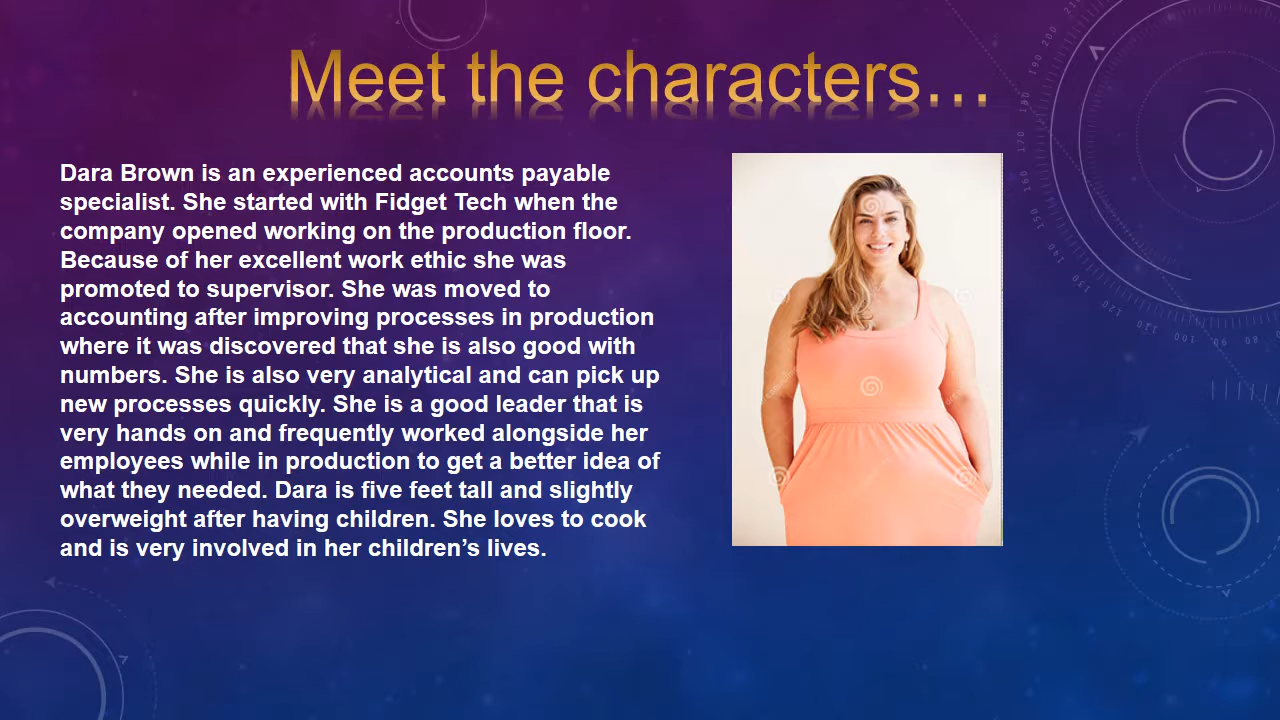 Meet the characters…
Dara Brown is an experienced accounts payable
specialist. She started with Fidget Tech when the
company opened working on the production floor.
Because of her excellent work ethic she was
promoted to supervisor. She was moved to
accounting after improving processes in production
where it was discovered that she is also good with
numbers. She is also very analytical and can pick up
new processes quickly. She is a good leader that is
very hands on and frequently worked alongside her
employees while in production to get a better idea of
what they needed. Dara is five feet tall and slightly
overweight after having children. She loves to cook
and is very involved in her children’s lives.